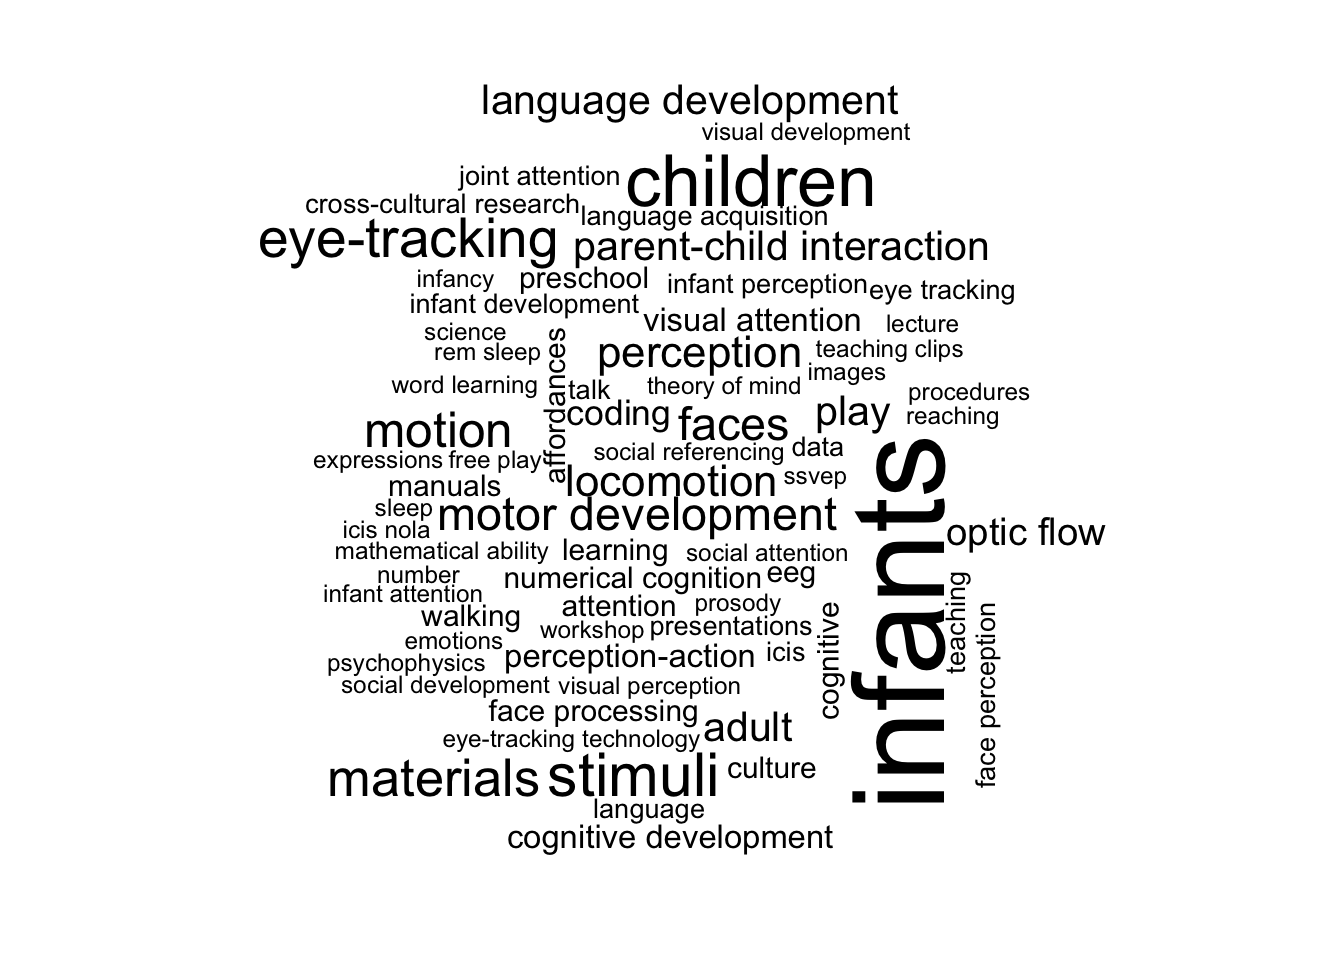 language development
visual development
joint attention
children
cross-cultural research
language acquisition
eye-tracking
parent-child interaction
infancy
preschool
infant perception
eye tracking
infant development
visual attention
lecture
science
affordances
perception
teaching clips
rem sleep
images
word learning
talk
theory of mind
procedures
coding
faces
play
reaching
motion
social referencing
data
expressions
free play
locomotion
ssvep
manuals
sleep
motor development
infants
optic flow
icis nola
mathematical ability
learning
social attention
number
numerical cognition
eeg
infant attention
attention
prosody
teaching
walking
workshop
presentations
cognitive
face perception
emotions
perception-action
icis
psychophysics
social development
visual perception
face processing
adult
eye-tracking technology
materials
stimuli
culture
language
cognitive development